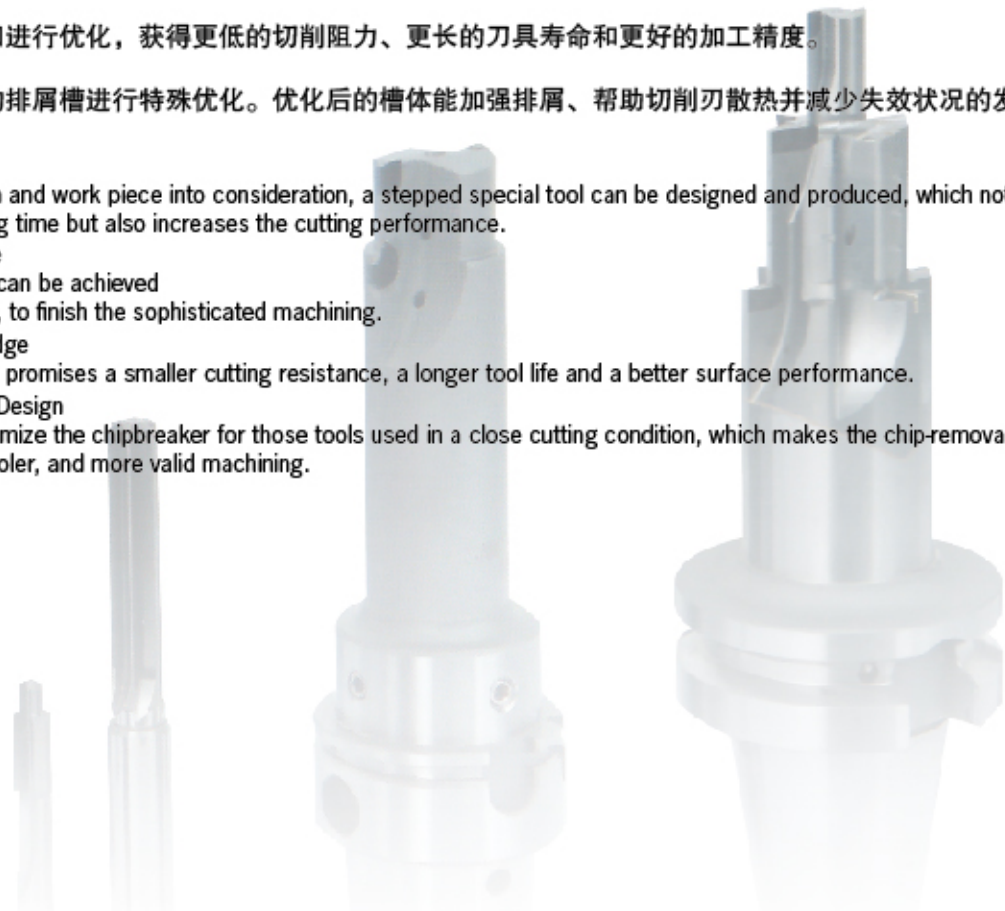 进行优化，获得更低的切削阻力、更长的刀具寿命和更好的加工精度。
排屑槽进行特殊优化。优化后的槽体能加强排屑、帮助切削刃散热并减少失效状况的
and work piece into consideration, a stepped special tool can be designed and produced, which
time but also increases the cutting performance.
can be achieved
, to finish the sophisticated machining.
promises a smaller cutting resistance, a longer tool life and a better surface performance.
Design
mize the chipbreaker for those tools used in a close cutting condition, which makes the chip-remova
oler, and more valid machining.